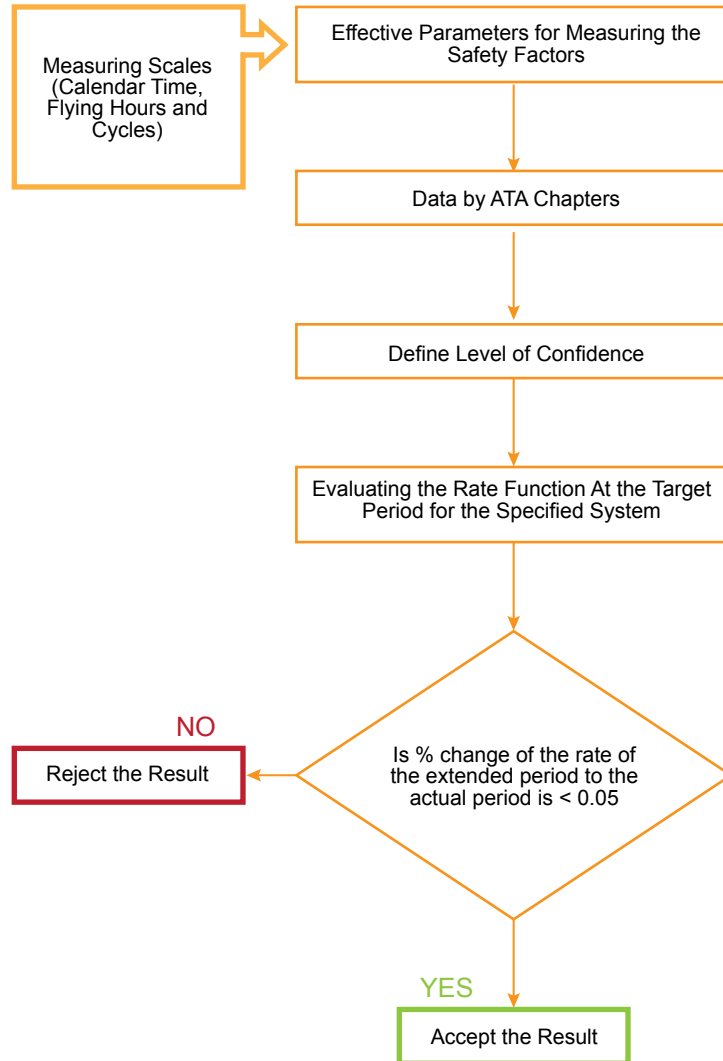 Measuring Scales
(Calendar Time,
Flying Hours and
Cycles)
Effective Parameters for Measuring the
Safety Factors
Data by ATA Chapters
Define Level of Confidence
Evaluating the Rate Function At the Target
Period for the Specified System
Is % change of the rate of
the extended period to the
actual period is < 0.05
NO
Reject the Result
YES
Accept the Result